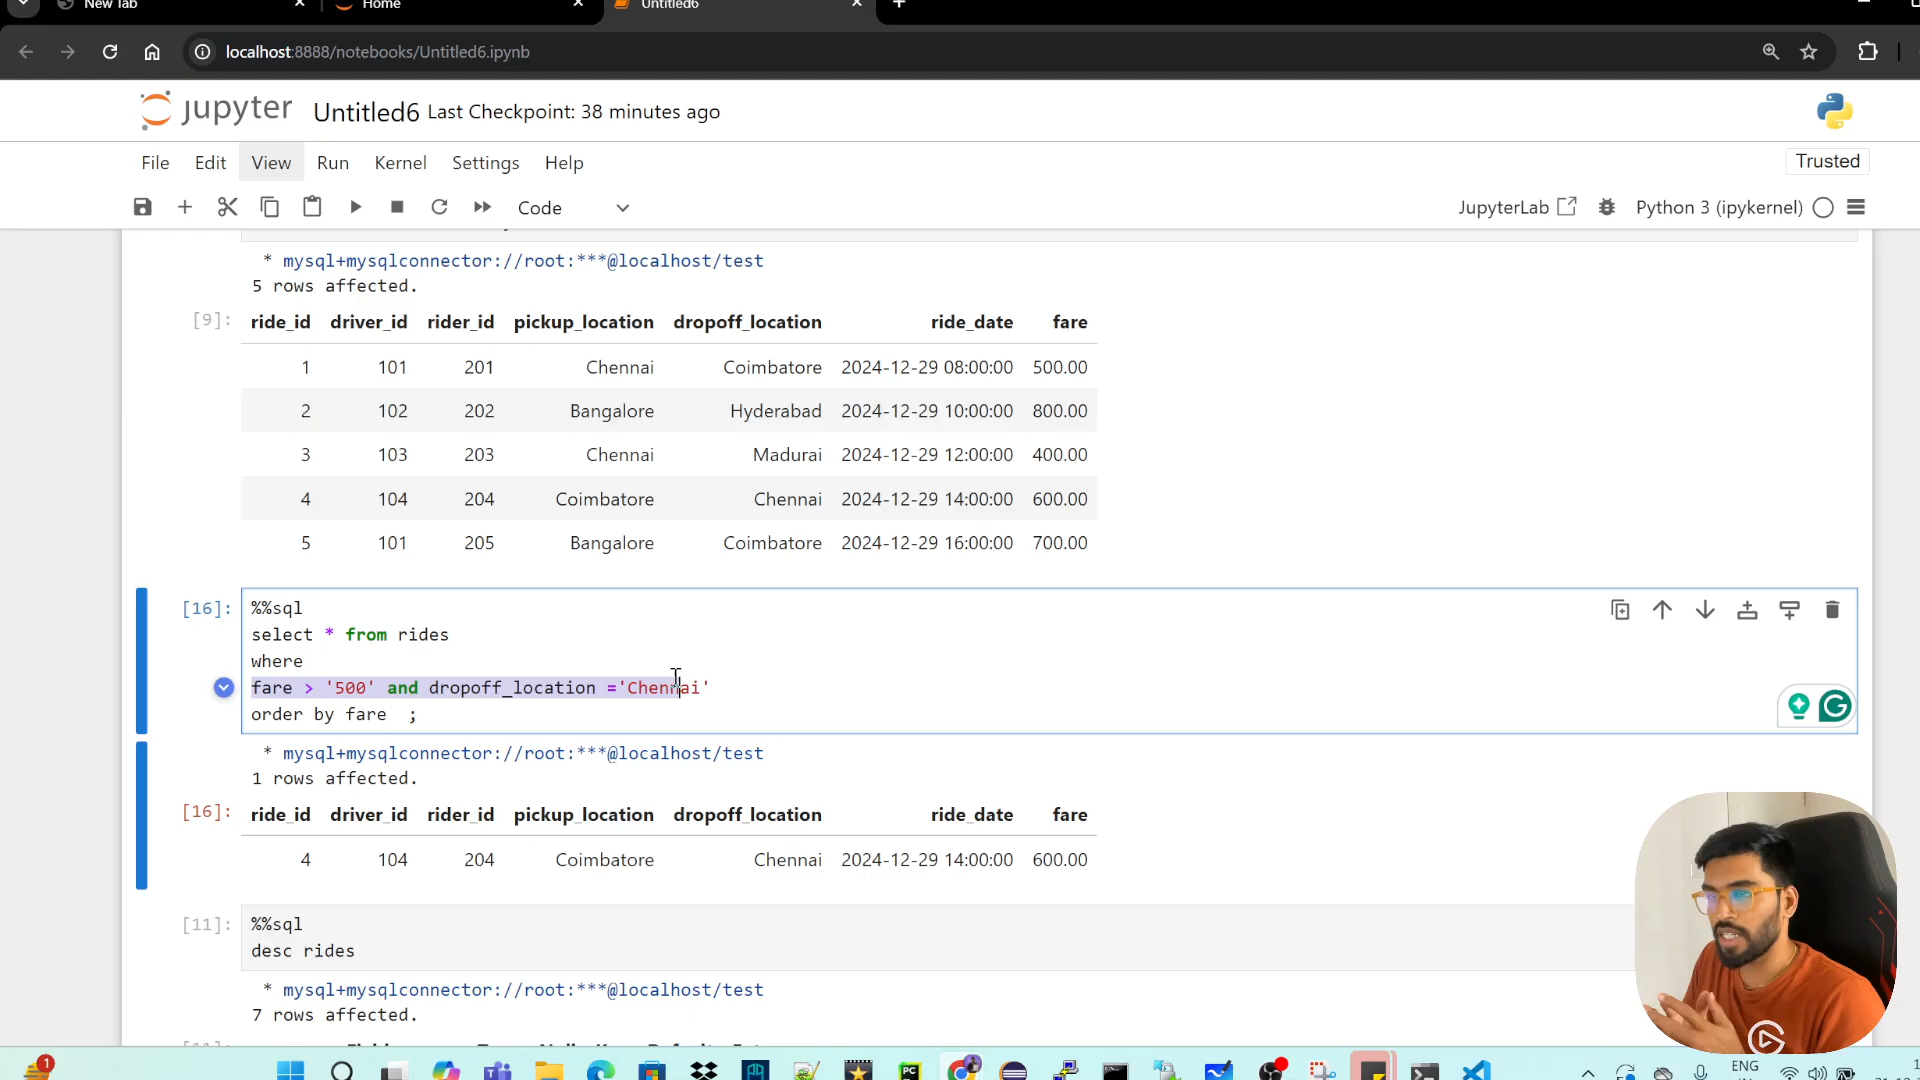 New Tab
Home
Untitled6
localhost:8888/notebooks/Untitled6.ipynb
jupyter Untitled6 Last Checkpoint: 38 minutes ago
File Edit View Run Kernel Settings Help
Trusted
Code
JupyterLab
Python 3 (ipykernel)
* mysql+mysqlconnector://root:***@localhost/test
5 rows affected.
[9]: ride_id driver_id rider_id pickup_location dropoff_location ride_date fare
1 101 201 Chennai Coimbatore 2024-12-29 08:00:00 500.00
2 102 202 Bangalore Hyderabad 2024-12-29 10:00:00 800.00
3 103 203 Chennai Madurai 2024-12-29 12:00:00 400.00
4 104 204 Coimbatore Chennai 2024-12-29 14:00:00 600.00
5 101 205 Bangalore Coimbatore 2024-12-29 16:00:00 700.00
[16]: %%sql
select * from rides
where
fare > '500' and dropoff_location ='Chennai'
order by fare  ;
* mysql+mysqlconnector://root:***@localhost/test
1 rows affected.
[16]: ride_id driver_id rider_id pickup_location dropoff_location ride_date fare
4 104 204 Coimbatore Chennai 2024-12-29 14:00:00 600.00
[11]: %%sql
desc rides
* mysql+mysqlconnector://root:***@localhost/test
7 rows affected.
1
PC
ENG